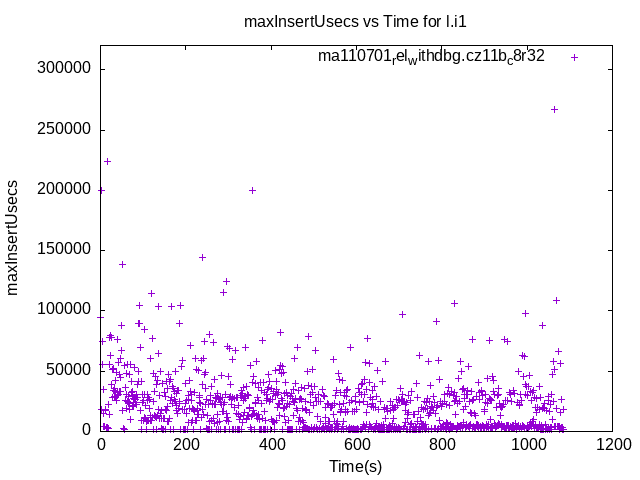 maxInsertUsecs vs Time for l.i1
ma110701relwithdbg.cz11bc8r32
300000
250000
200000
150000
100000
50000
0
maxInsertUsecs
0 200 400 600 800 1000 1200
Time(s)